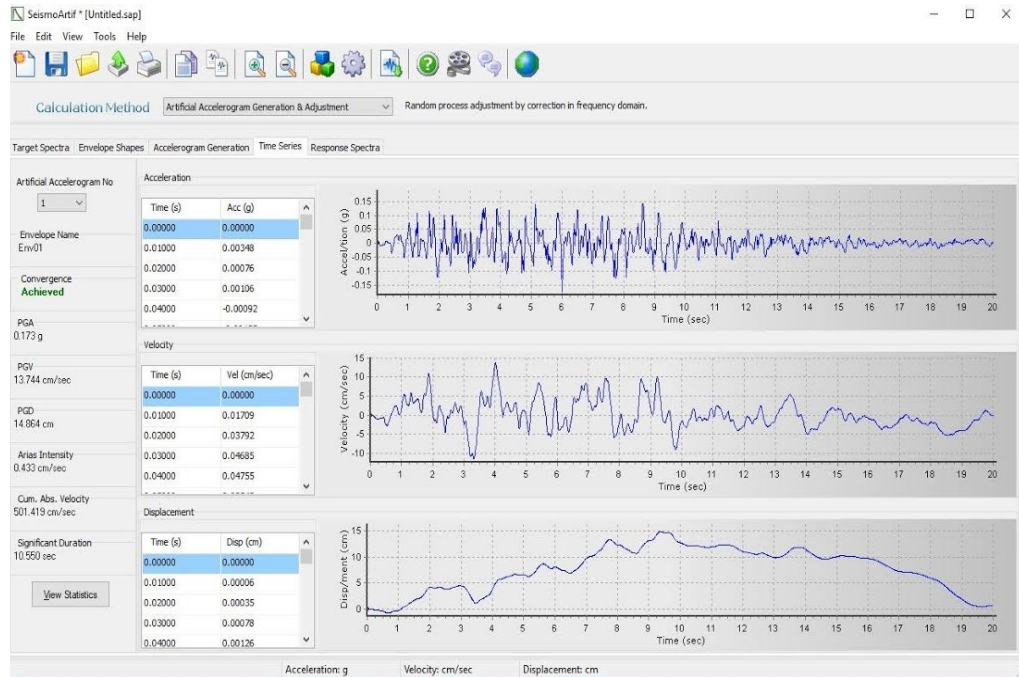 SeismoArtif * [Untitled.sap]
File Edit View Tools Help
Calculation Method Artificial Accelerogram Generation & Adjustment Random process adjustment by correction in frequency domain.
Target Spectra Envelope Shapes Accelerogram Generation Time Series Response Spectra
Artificial Accelerogram No
1
Envelope Name
Env01
Convergence
Achieved
PGA
0.173 g
PGV
13.744 cm/sec
PGD
14.864 cm
Arias Intensity
0.433 cm/sec
Cum. Abs. Velocity
501.419 cm/sec
Significant Duration
10.550 sec
View Statistics
Acceleration
Time (s) Acc (g)
0.00000 0.00000
0.01000 0.00348
0.02000 0.00076
0.03000 0.00106
0.04000 -0.00092
Accel/tion (g)
0.15
0.1
0.05
0
-0.05
-0.1
-0.15
0 1 2 3 4 5 6 7 8 9 10 11 12 13 14 15 16 17 18 19 20
Time (sec)
Velocity
Time (s) Vel (cm/sec)
0.00000 0.00000
0.01000 0.01709
0.02000 0.03792
0.03000 0.04685
0.04000 0.04755
Velocity (cm/sec)
15
10
5
0
-5
-10
0 1 2 3 4 5 6 7 8 9 10 11 12 13 14 15 16 17 18 19 20
Time (sec)
Displacement
Time (s) Disp (cm)
0.00000 0.00000
0.01000 0.00006
0.02000 0.00035
0.03000 0.00078
0.04000 0.00126
Disp/ment (cm)
15
10
5
0
0 1 2 3 4 5 6 7 8 9 10 11 12 13 14 15 16 17 18 19 20
Time (sec)
Acceleration: g Velocity: cm/sec Displacement: cm